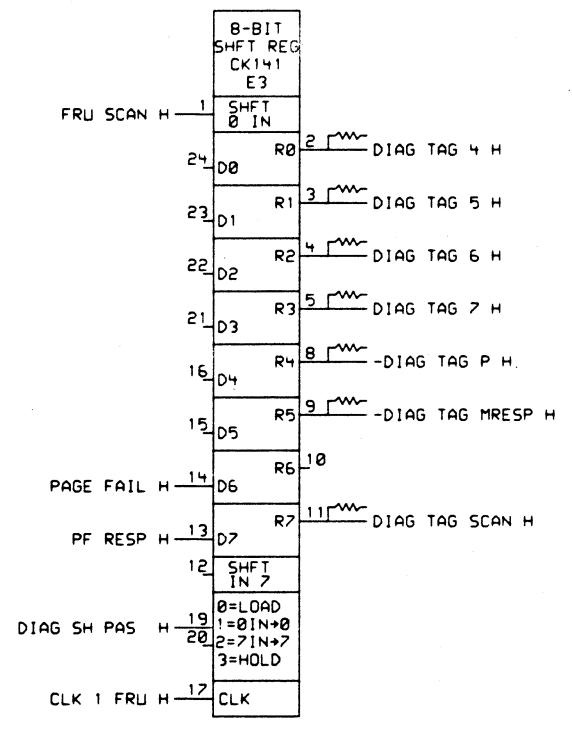 8-BIT
SHFT REG
CK141
E3
FRU SCAN H 1 SHFT
0 IN
R0 2 DIAG TAG 4 H
24 D0
R1 3 DIAG TAG 5 H
23 D1
R2 4 DIAG TAG 6 H
22 D2
R3 5 DIAG TAG 7 H
21 D3
R4 8 -DIAG TAG P H
16 D4
R5 9 -DIAG TAG MRESP H
15 D5
R6 10
PAGE FAIL H 14 D6
R7 11 DIAG TAG SCAN H
PF RESP H 13 D7
12 SHFT
IN 7
0=LOAD
DIAG SH PAS H 19 1=0IN→0
20 2=7IN→7
3=HOLD
CLK 1 FRU H 17 CLK